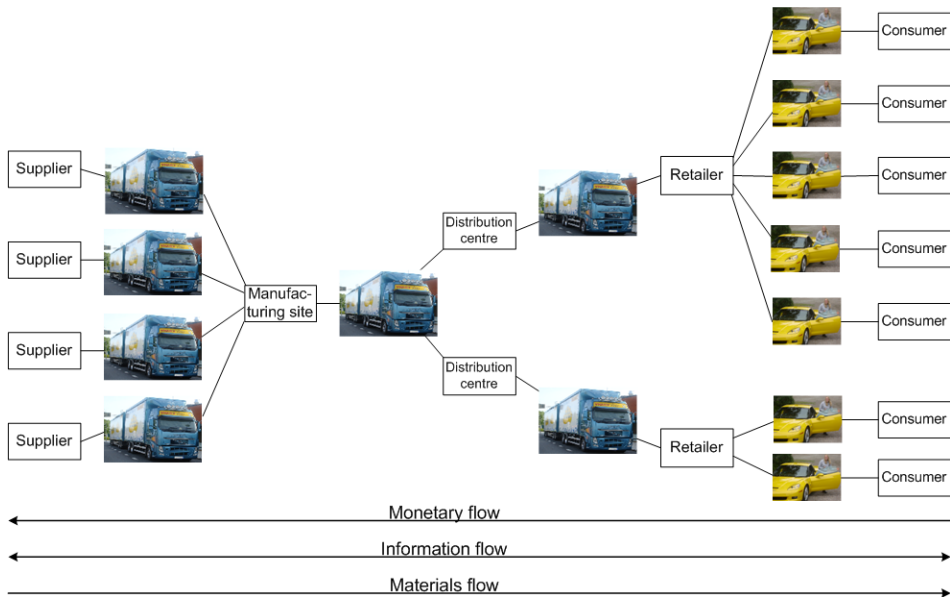 Consumer
Consumer
Supplier
Retailer
Consumer
Distribution
centre
Supplier
Consumer
Manufac-
turing site
Consumer
Supplier
Distribution
centre
Consumer
Supplier
Retailer
Consumer
Monetary flow
Information flow
Materials flow